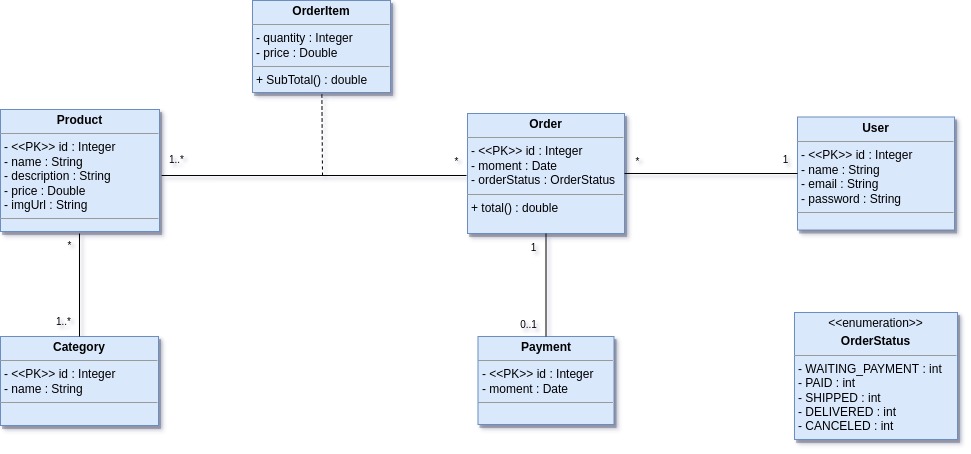 OrderItem
- quantity : Integer
- price : Double
+ SubTotal() : double
Product
- <<PK>> id : Integer
- name : String
- description : String
- price : Double
- imgUrl : String
1..*
*
Order
- <<PK>> id : Integer
- moment : Date
- orderStatus : OrderStatus
+ total() : double
*
1
User
- <<PK>> id : Integer
- name : String
- email : String
- password : String
*
1..*
1
0..1
Category
- <<PK>> id : Integer
- name : String
Payment
- <<PK>> id : Integer
- moment : Date
<<enumeration>>
OrderStatus
- WAITING_PAYMENT : int
- PAID : int
- SHIPPED : int
- DELIVERED : int
- CANCELED : int